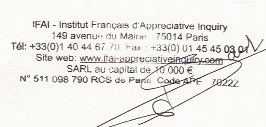 IFAI - Institut Français d'Appreciative Inquiry
149 avenue du Maine 75014 Paris
Tél: +33(0)1 40 44 67 70 Fax : +33(0) 01 45 45 03 01
Site web: www.ifai-appreciativeinquiry.com
SARL au capital de 10 000 €
N° 511 098 790 RCS de Paris Code APE 7022Z